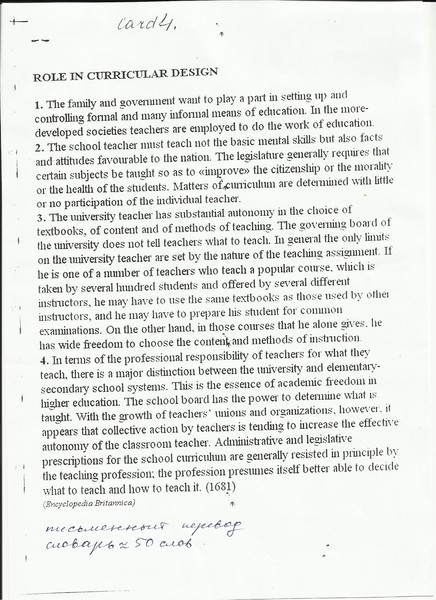 card 4.
ROLE IN CURRICULAR DESIGN
1. The family and government want to play a part in setting up and
controlling formal and many informal means of education. In the more-
developed societies teachers are employed to do the work of education.
2. The school teacher must teach not the basic mental skills but also facts
and attitudes favourable to the nation. The legislature generally requires that
certain subjects be taught so as to «improve» the citizenship or the morality
or the health of the students. Matters of curriculum are determined with little
or no participation of the individual teacher.
3. The university teacher has substantial autonomy in the choice of
textbooks, of content and of methods of teaching. The governing board of
the university does not tell teachers what to teach. In general the only limits
on the university teacher are set by the nature of the teaching assignment. If
he is one of a number of teachers who teach a popular course, which is
taken by several hundred students and offered by several different
instructors, he may have to use the same textbooks as those used by other
instructors, and he may have to prepare his student for common
examinations. On the other hand, in those courses that he alone gives, he
has wide freedom to choose the content and methods of instruction.
4. In terms of the professional responsibility of teachers for what they
teach, there is a major distinction between the university and elementary-
secondary school systems. This is the essence of academic freedom in
higher education. The school board has the power to determine what is
taught. With the growth of teachers' unions and organizations, however, it
appears that collective action by teachers is tending to increase the effective
autonomy of the classroom teacher. Administrative and legislative
prescriptions for the school curriculum are generally resisted in principle by
the teaching profession; the profession presumes itself better able to decide
what to teach and how to teach it. (1681)
(Encyclopedia Britannica)
письменный перевод
словарь ≈ 50 слов